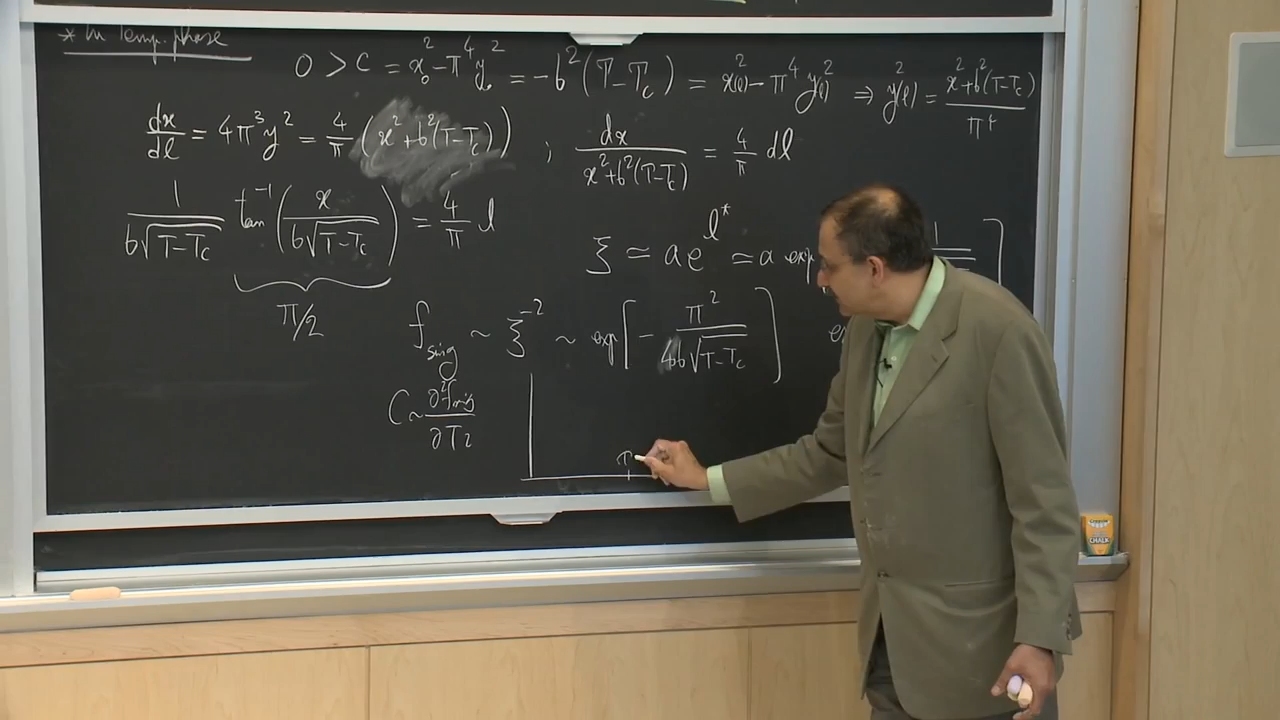 * In Temp. phase
0 > C = x₀² - π⁴y₀² = -b²(T-T_c) = x(l)² - π⁴y(l)² ⇒ y²(l) = (x² + b²(T-T_c))/π⁴
dx/dl = 4π³y² = 4/π (x² + b²(T-T_c)) ; dx/(x² + b²(T-T_c)) = 4/π dl
1/(b√(T-T_c)) tan⁻¹(x/(b√(T-T_c))) = 4/π l
π/2
ξ ≃ a e^{l*} ≃ a exp
f_sing ~ ξ⁻² ~ exp[-π²/(4b√(T-T_c))]
C ~ ∂²f_sing/∂T²
T
CHALK